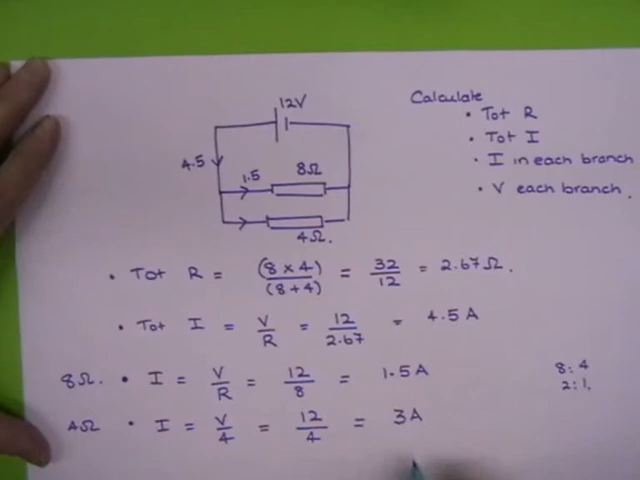 12V
Calculate
• Tot R
• Tot I
• I in each branch
• V each branch.
4.5
1.5
8Ω
4Ω.
• Tot R = (8 x 4) / (8 + 4) = 32 / 12 = 2.67Ω.
• Tot I = V / R = 12 / 2.67 = 4.5 A
8Ω. • I = V / R = 12 / 8 = 1.5A
4Ω • I = V / 4 = 12 / 4 = 3A
8:4
2:1.